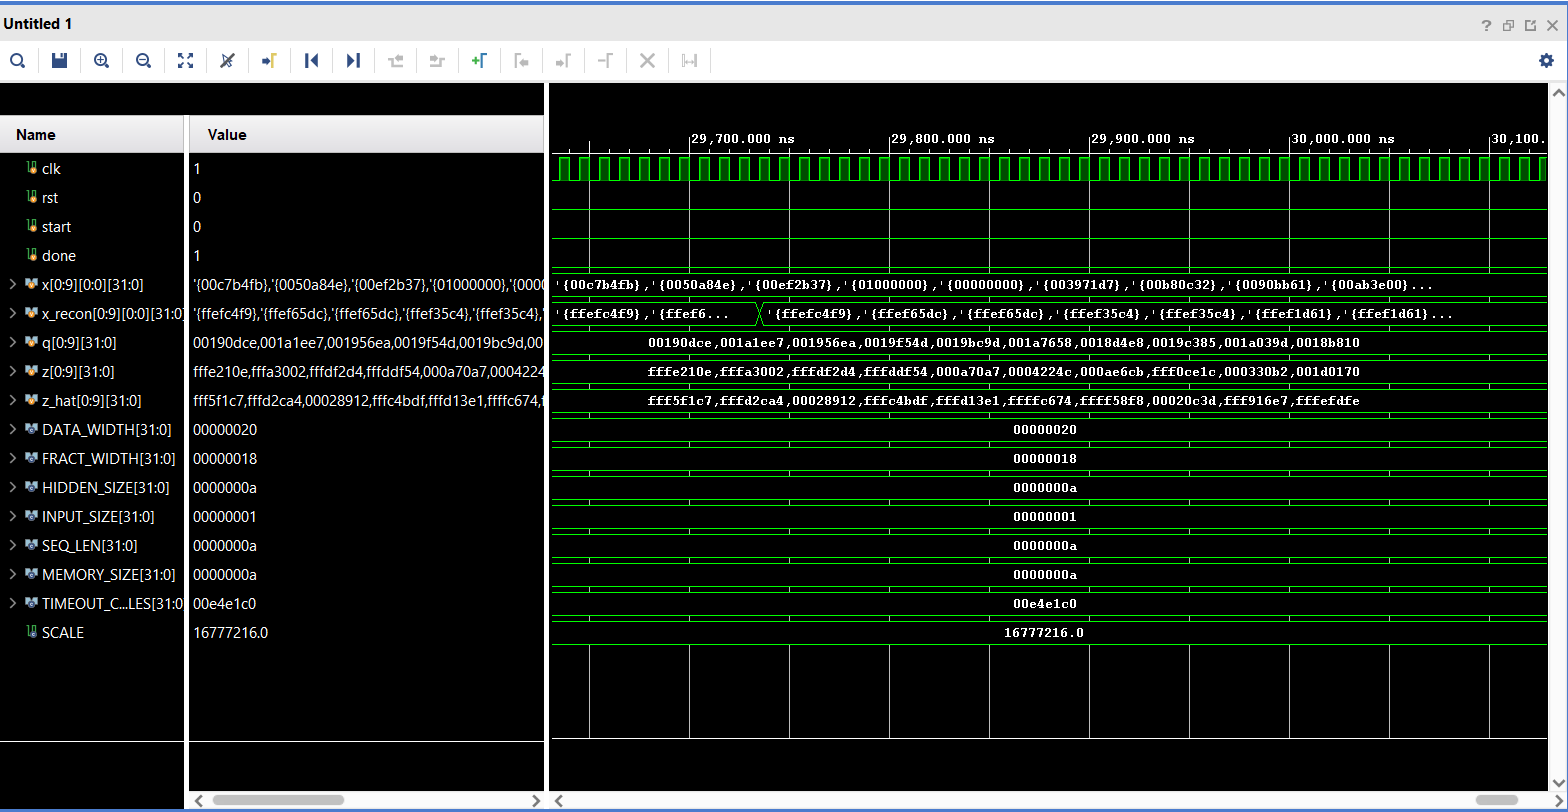 Untitled 1
Name Value
29,700.000 ns 29,800.000 ns 29,900.000 ns 30,000.000 ns 30,100.
clk 1
rst 0
start 0
done 1
x[0:9][0:0][31:0] '{00c7b4fb},'{0050a84e},'{00ef2b37},'{01000000},'{0000 '{00c7b4fb},'{0050a84e},'{00ef2b37},'{01000000},'{00000000},'{003971d7},'{00b80c32},'{0090bb61},'{00ab3e00}...
x_recon[0:9][0:0][31:0] '{ffefc4f9},'{ffef65dc},'{ffef65dc},'{ffef35c4},'{ffef35c4},' '{ffefc4f9},'{ffef6... '{ffefc4f9},'{ffef65dc},'{ffef65dc},'{ffef35c4},'{ffef35c4},'{ffef1d61},'{ffef1d61},...
q[0:9][31:0] 00190dce,001a1ee7,001956ea,0019f54d,0019bc9d,00 00190dce,001a1ee7,001956ea,0019f54d,0019bc9d,001a7658,0018d4e8,0019c385,001a039d,0018b810
z[0:9][31:0] fffe210e,fffa3002,fffdf2d4,fffddf54,000a70a7,0004224 fffe210e,fffa3002,fffdf2d4,fffddf54,000a70a7,0004224c,000ae6cb,fff0ce1c,000330b2,001d0170
z_hat[0:9][31:0] fff5f1c7,fffd2ca4,00028912,fffc4bdf,fffd13e1,ffffc674,f fff5f1c7,fffd2ca4,00028912,fffc4bdf,fffd13e1,ffffc674,ffff58f8,00020c3d,fff916e7,fffefdfe
DATA_WIDTH[31:0] 00000020 00000020
FRACT_WIDTH[31:0] 00000018 00000018
HIDDEN_SIZE[31:0] 0000000a 0000000a
INPUT_SIZE[31:0] 00000001 00000001
SEQ_LEN[31:0] 0000000a 0000000a
MEMORY_SIZE[31:0] 0000000a 0000000a
TIMEOUT_C...LES[31:0] 00e4e1c0 00e4e1c0
SCALE 16777216.0 16777216.0